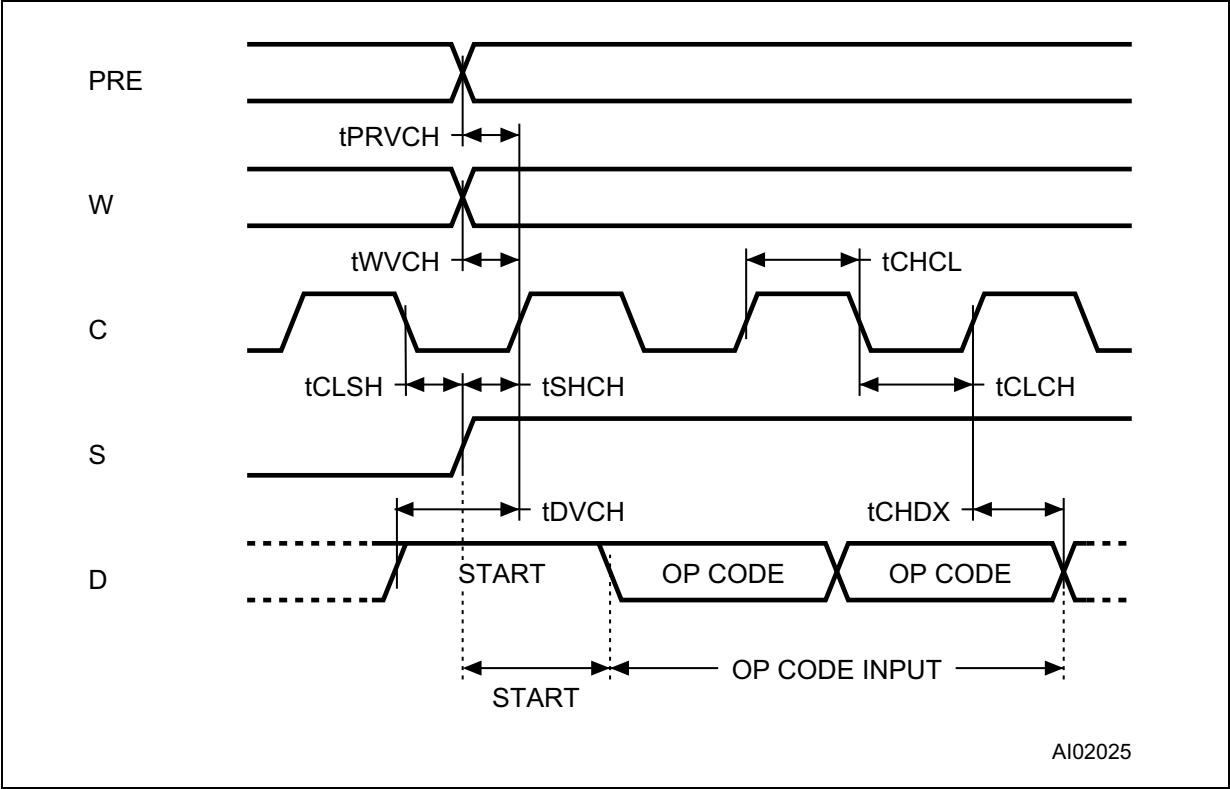 PRE
tPRVCH
W
tWVCH
tCHCL
C
tCLSH
tSHCH
tCLCH
S
tDVCH
tCHDX
D
START
OP CODE
OP CODE
OP CODE INPUT
START
AI02025